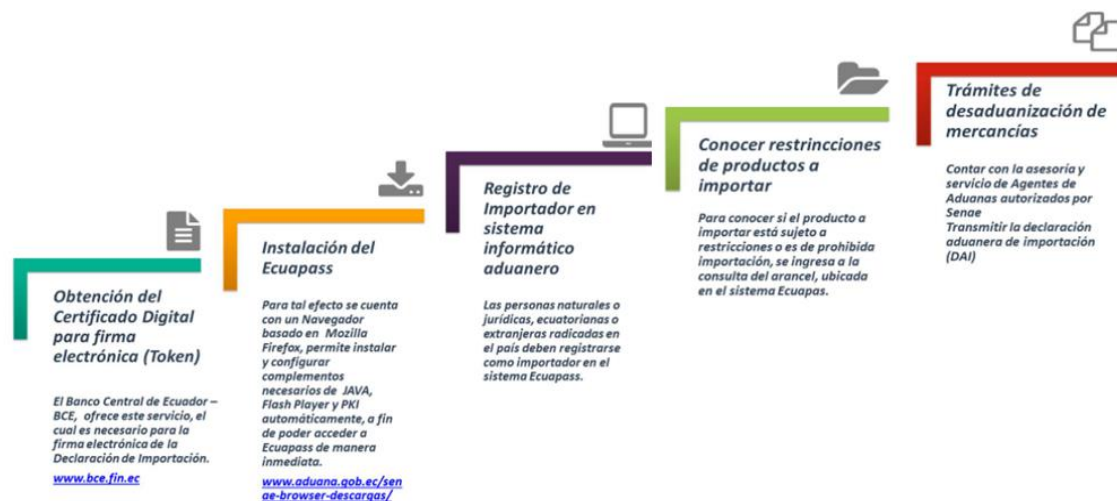 Obtención del
Certificado Digital
para firma
electrónica (Token)
El Banco Central de Ecuador –
BCE, ofrece este servicio, el
cual es necesario para la
firma electrónica de la
Declaración de Importación.
www.bce.fin.ec
Instalación del
Ecuapass
Para tal efecto se cuenta
con un Navegador
basado en Mozilla
Firefox, permite instalar
y configurar
complementos
necesarios de JAVA,
Flash Player y PKI
automáticamente, a fin
de poder acceder a
Ecuapass de manera
inmediata.
www.aduana.gob.ec/sen
ae-browser-descargas/
Registro de
Importador en
sistema
informático
aduanero
Las personas naturales o
jurídicas, ecuatorianas o
extranjeras radicadas en
el país deben registrarse
como importador en el
sistema Ecuapass.
Conocer restrincciones
de productos a
importar
Para conocer si el producto a
importar está sujeto a
restricciones o es de prohibida
importación, se ingresa a la
consulta del arancel, ubicada
en el sistema Ecuapas.
Trámites de
desaduanización de
mercancías
Contar con la asesoría y
servicio de Agentes de
Aduanas autorizados por
Senae
Transmitir la declaración
aduanera de importación
(DAI)